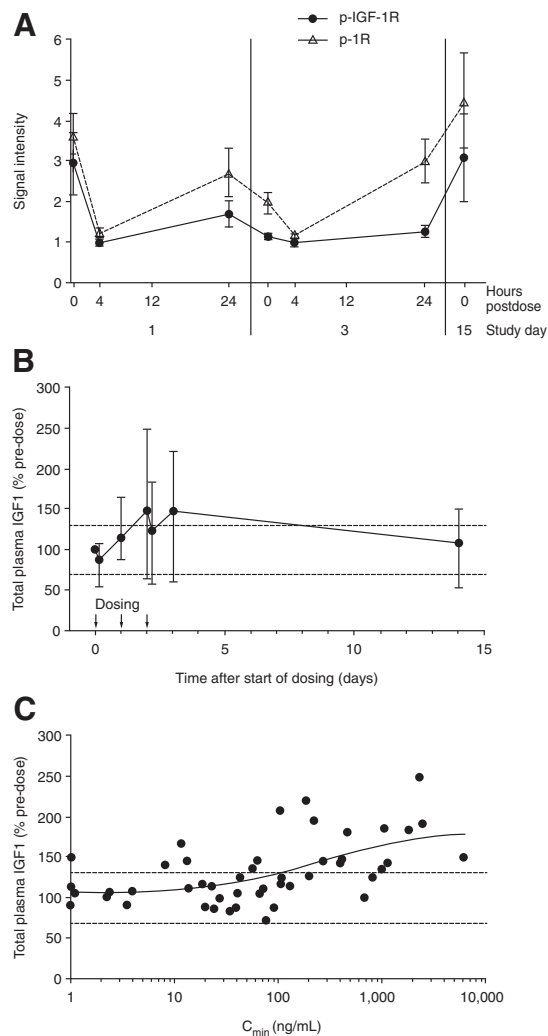 A
p-IGF-1R
p-1R
Signal intensity
6
5
4
3
2
1
0
0 4 12 24 0 4 12 24 0
Hours
postdose
1 3 15 Study day
B
Total plasma IGF1 (% pre-dose)
300
250
200
150
100
50
0
Dosing
0 5 10 15
Time after start of dosing (days)
C
Total plasma IGF1 (% pre-dose)
300
250
200
150
100
50
0
1 10 100 1,000 10,000
Cmin (ng/mL)